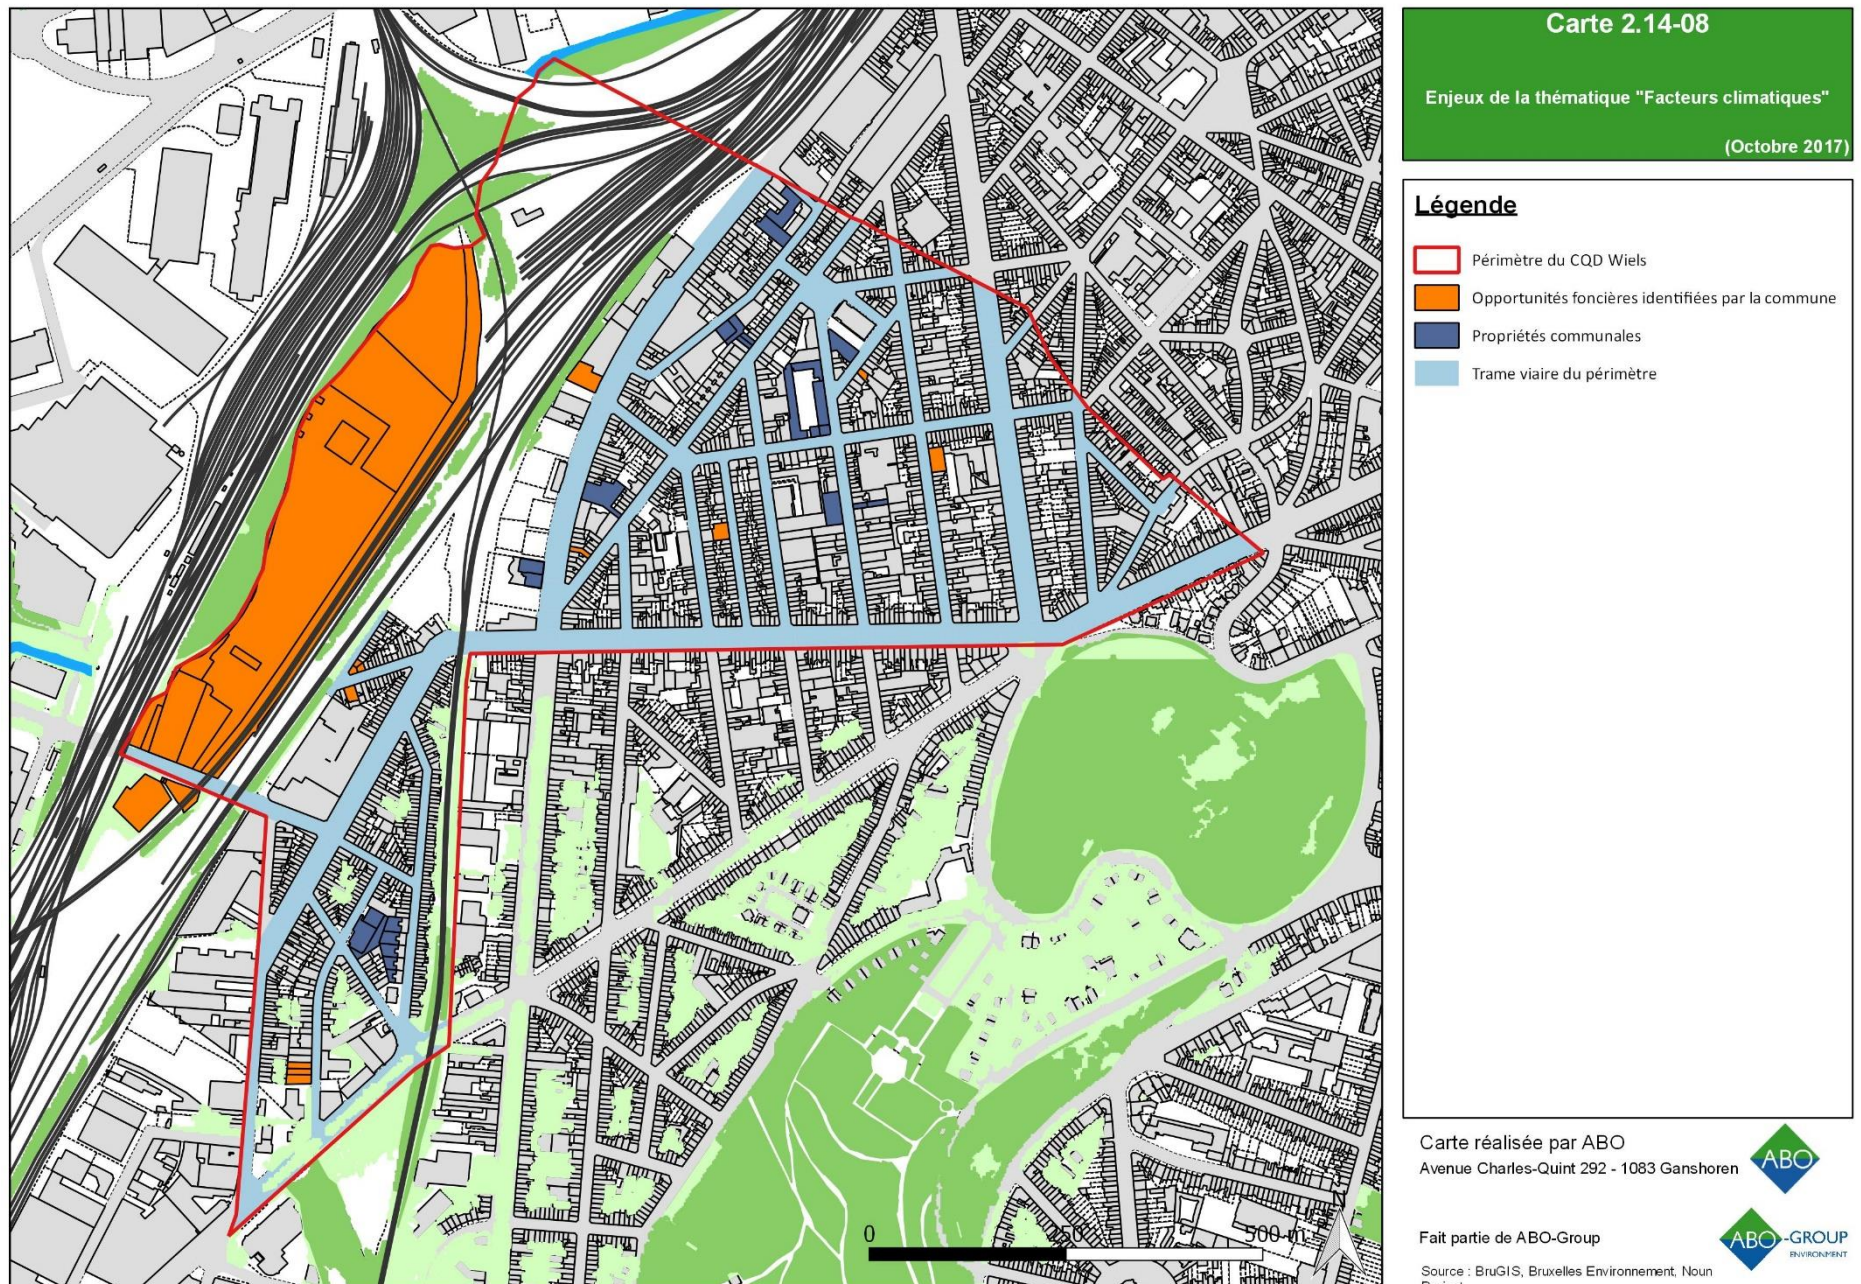 Carte 2.14-08
Enjeux de la thématique "Facteurs climatiques"
(Octobre 2017)
Légende
Périmètre du CQD Wiels
Opportunités foncières identifiées par la commune
Propriétés communales
Trame viaire du périmètre
0 250 500 m
Carte réalisée par ABO
Avenue Charles-Quint 292 - 1083 Ganshoren
ABO
Fait partie de ABO-Group
ABO-GROUP
ENVIRONMENT
Source : BruGIS, Bruxelles Environnement, Noun